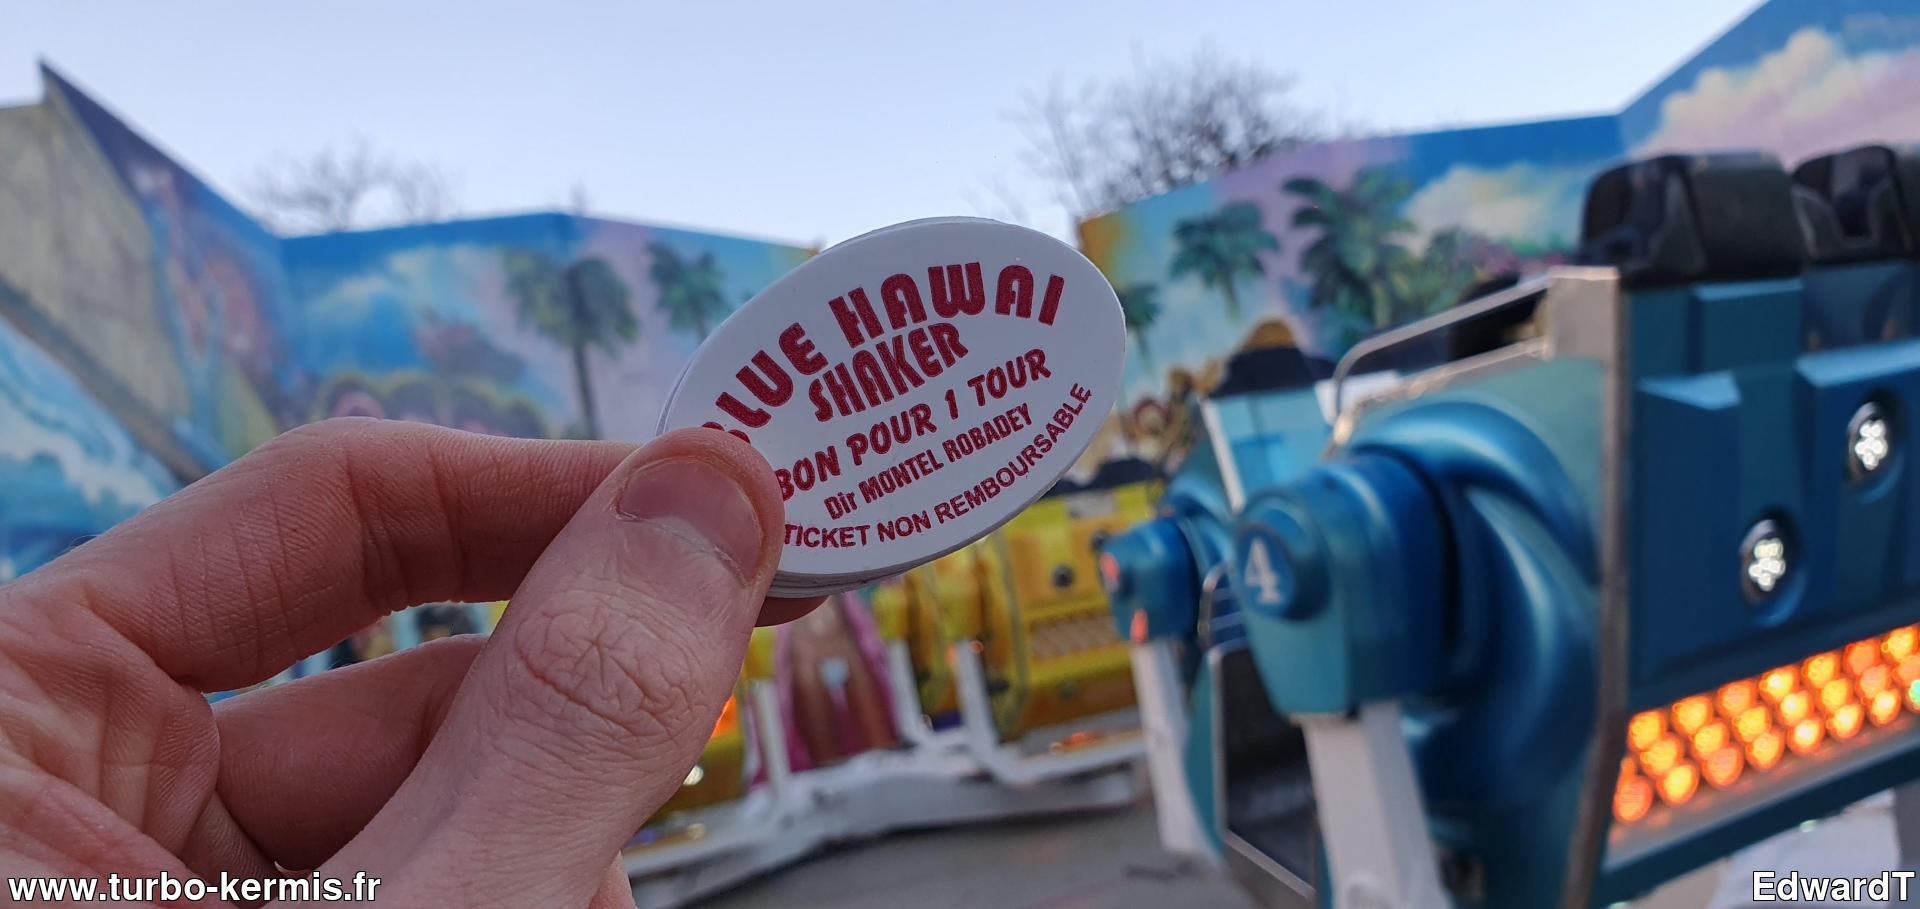 BLUE HAWAI
SHAKER
BON POUR 1 TOUR
Dir MONTEL ROBADEY
TICKET NON REMBOURSABLE
4
www.turbo-kermis.fr
EdwardT